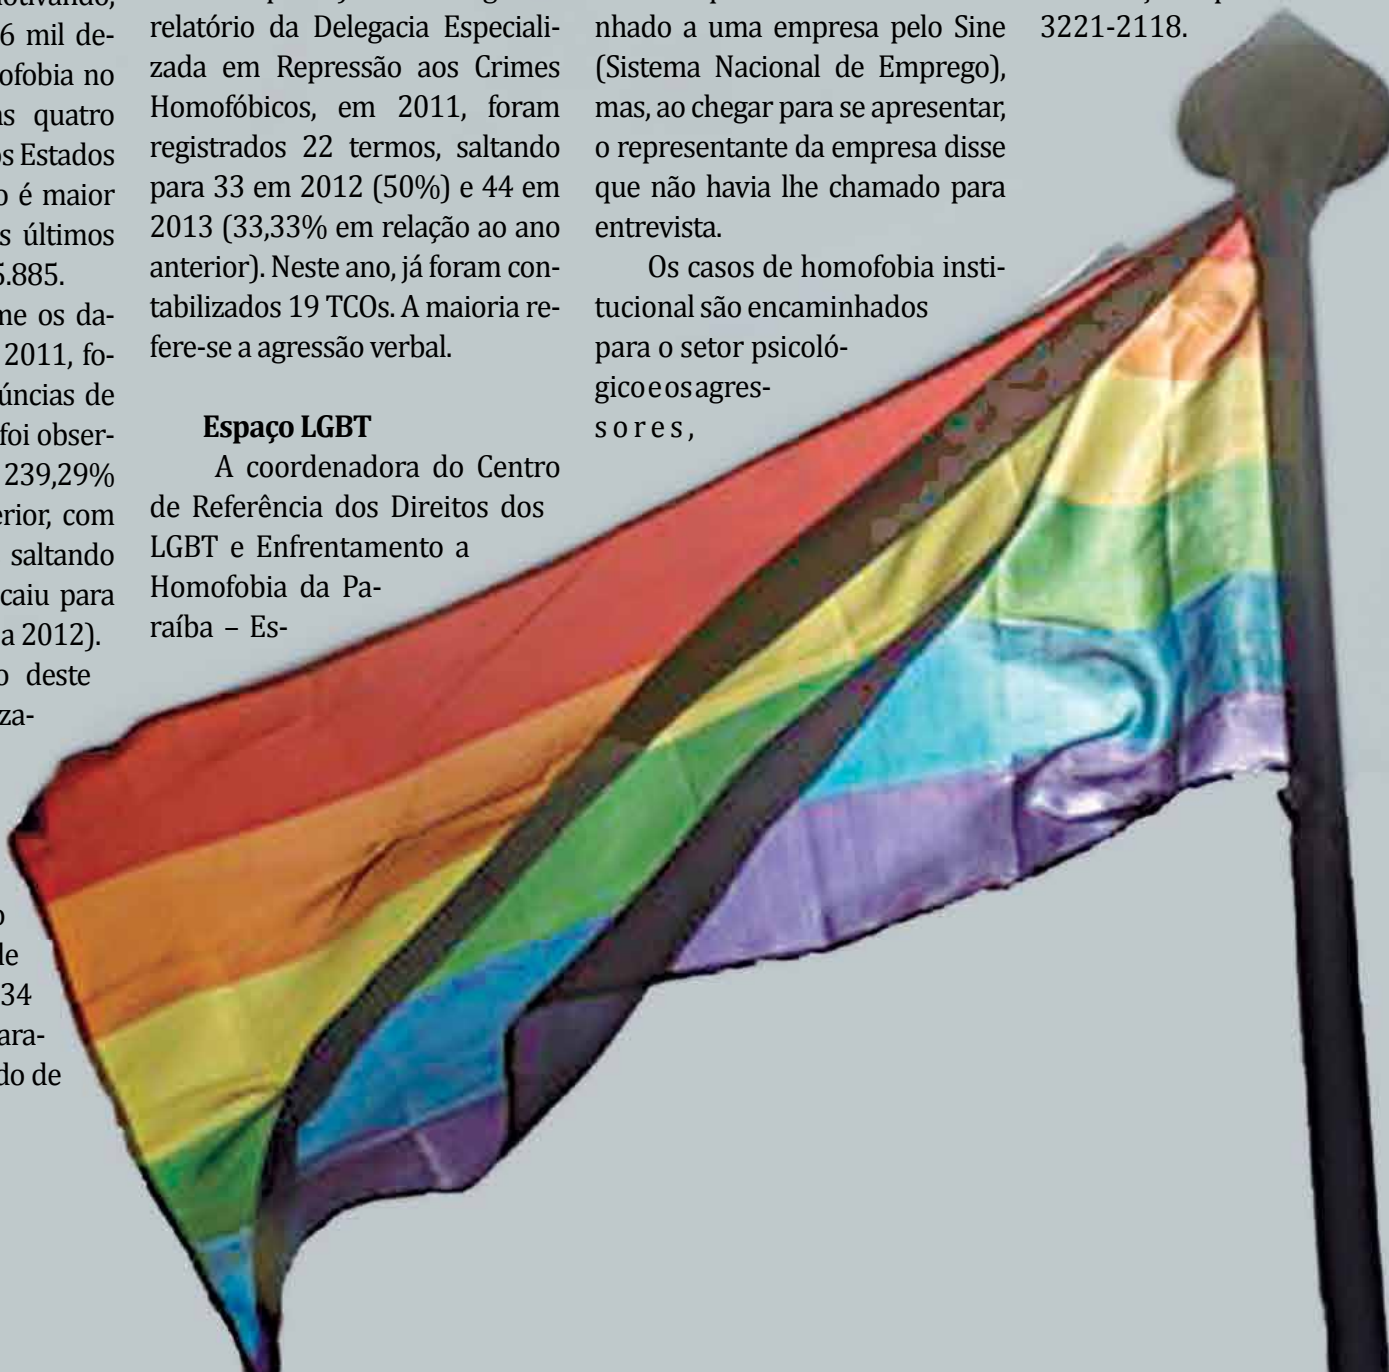 6 mil de-
ofobia no
quatro
os Estados
o é maior
s últimos
5.885.
me os da-
2011, fo-
úncias de
foi obser-
239,29%
erior, com
saltando
caiu para
a 2012).
o deste
za-
o
de
34
ara-
do de
relatório da Delegacia Especiali-
zada em Repressão aos Crimes
Homofóbicos, em 2011, foram
registrados 22 termos, saltando
para 33 em 2012 (50%) e 44 em
2013 (33,33% em relação ao ano
anterior). Neste ano, já foram con-
tabilizados 19 TCOs. A maioria re-
fere-se a agressão verbal.
Espaço LGBT
A coordenadora do Centro
de Referência dos Direitos dos
LGBT e Enfrentamento a
Homofobia da Pa-
raíba – Es-
nhado a uma empresa pelo Sine
(Sistema Nacional de Emprego),
mas, ao chegar para se apresentar,
o representante da empresa disse
que não havia lhe chamado para
entrevista.
Os casos de homofobia insti-
tucional são encaminhados
para o setor psicoló-
gico e os agres-
sores,
3221-2118.